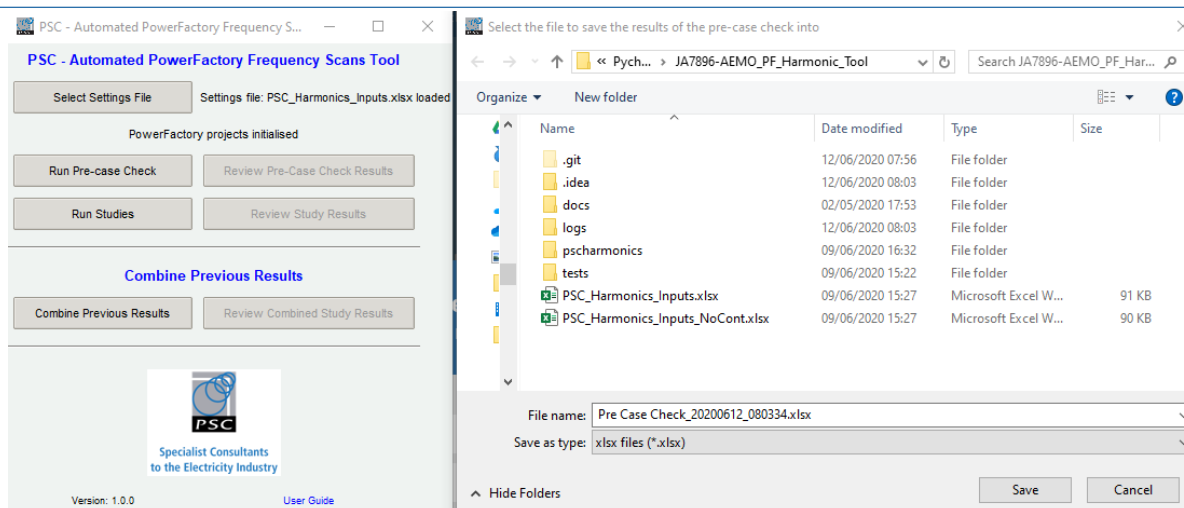 PSC - Automated PowerFactory Frequency S...
PSC - Automated PowerFactory Frequency Scans Tool
Select Settings File
Settings file: PSC_Harmonics_Inputs.xlsx loaded
PowerFactory projects initialised
Run Pre-case Check
Review Pre-Case Check Results
Run Studies
Review Study Results
Combine Previous Results
Combine Previous Results
Review Combined Study Results
PSC
Specialist Consultants
to the Electricity Industry
Version: 1.0.0
User Guide
Select the file to save the results of the pre-case check into
« Pych... › JA7896-AEMO_PF_Harmonic_Tool
Search JA7896-AEMO_PF_Har...
Organize
New folder
Name Date modified Type Size
.git 12/06/2020 07:56 File folder
.idea 12/06/2020 08:03 File folder
docs 02/05/2020 17:53 File folder
logs 12/06/2020 08:03 File folder
pscharmonics 09/06/2020 16:32 File folder
tests 09/06/2020 15:22 File folder
PSC_Harmonics_Inputs.xlsx 09/06/2020 15:27 Microsoft Excel W... 91 KB
PSC_Harmonics_Inputs_NoCont.xlsx 09/06/2020 15:27 Microsoft Excel W... 90 KB
File name: Pre Case Check_20200612_080334.xlsx
Save as type: xlsx files (*.xlsx)
Hide Folders
Save
Cancel